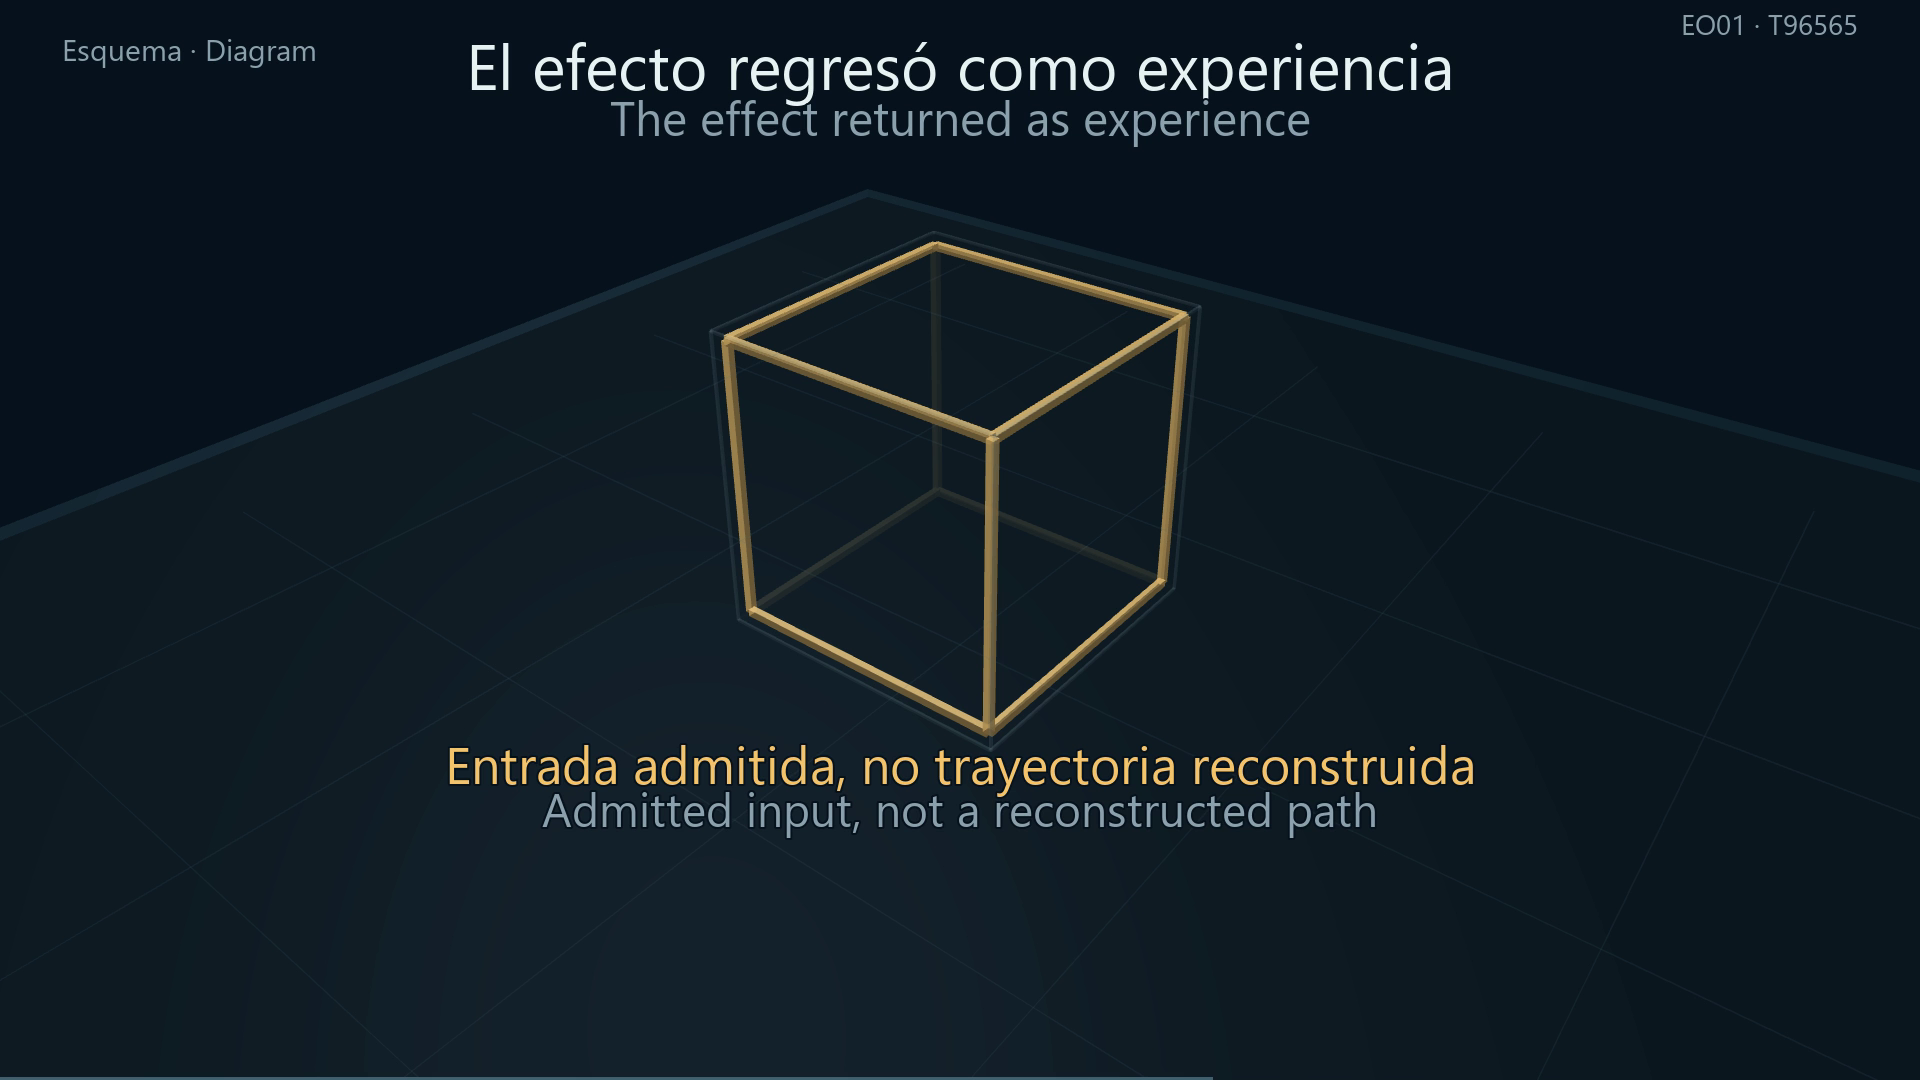 Esquema · Diagram
EO01 · T96565
El efecto regresó como experiencia
The effect returned as experience
Entrada admitida, no trayectoria reconstruida
Admitted input, not a reconstructed path